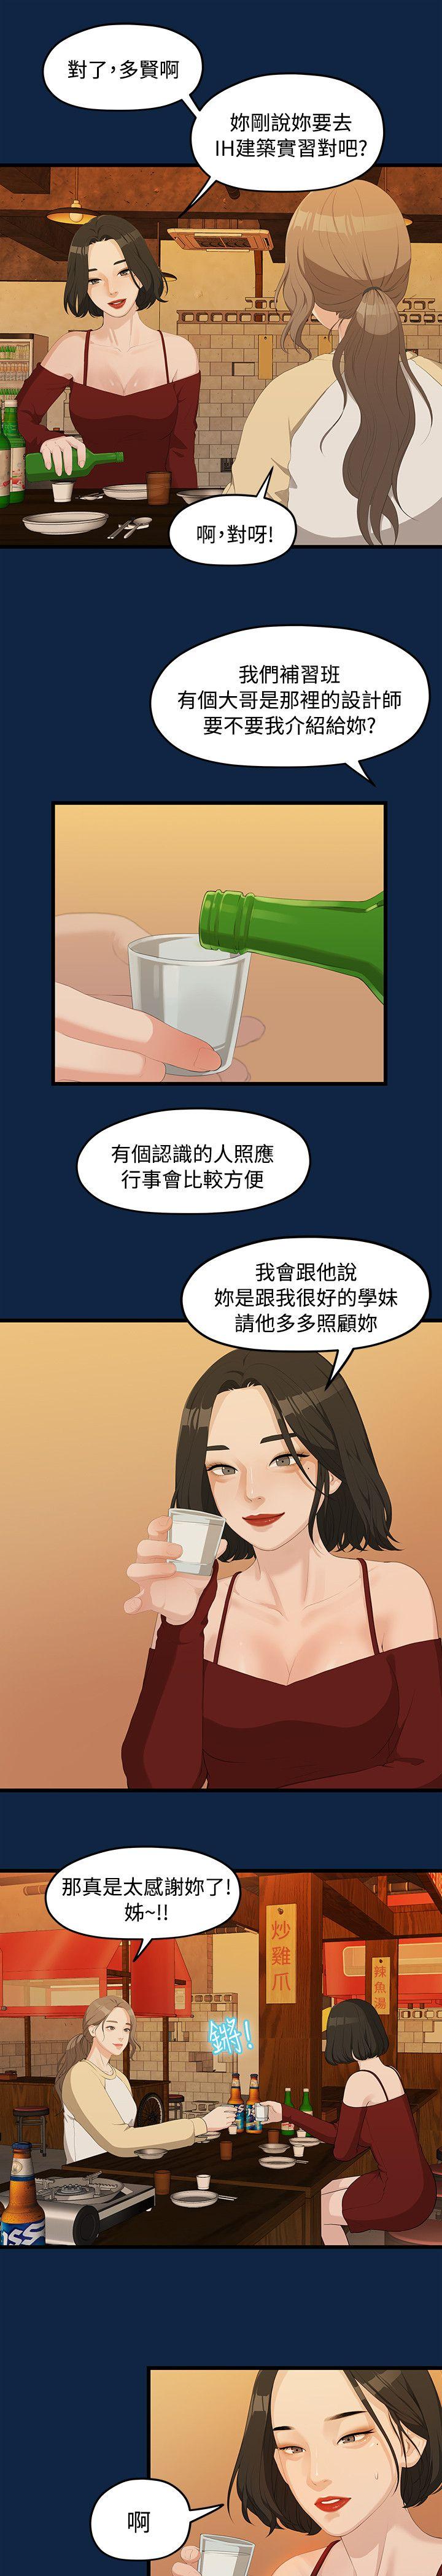 對了，多賢啊
妳剛說妳要去
IH建築實習對吧?
啊，對呀!
我們補習班
有個大哥是那裡的設計師
要不要我介紹給妳?
有個認識的人照應
行事會比較方便
我會跟他說
妳是跟我很好的學妹
請他多多照顧妳
那真是太感謝妳了!
姊~!!
炒雞爪
辣魚湯
鏘!
啊